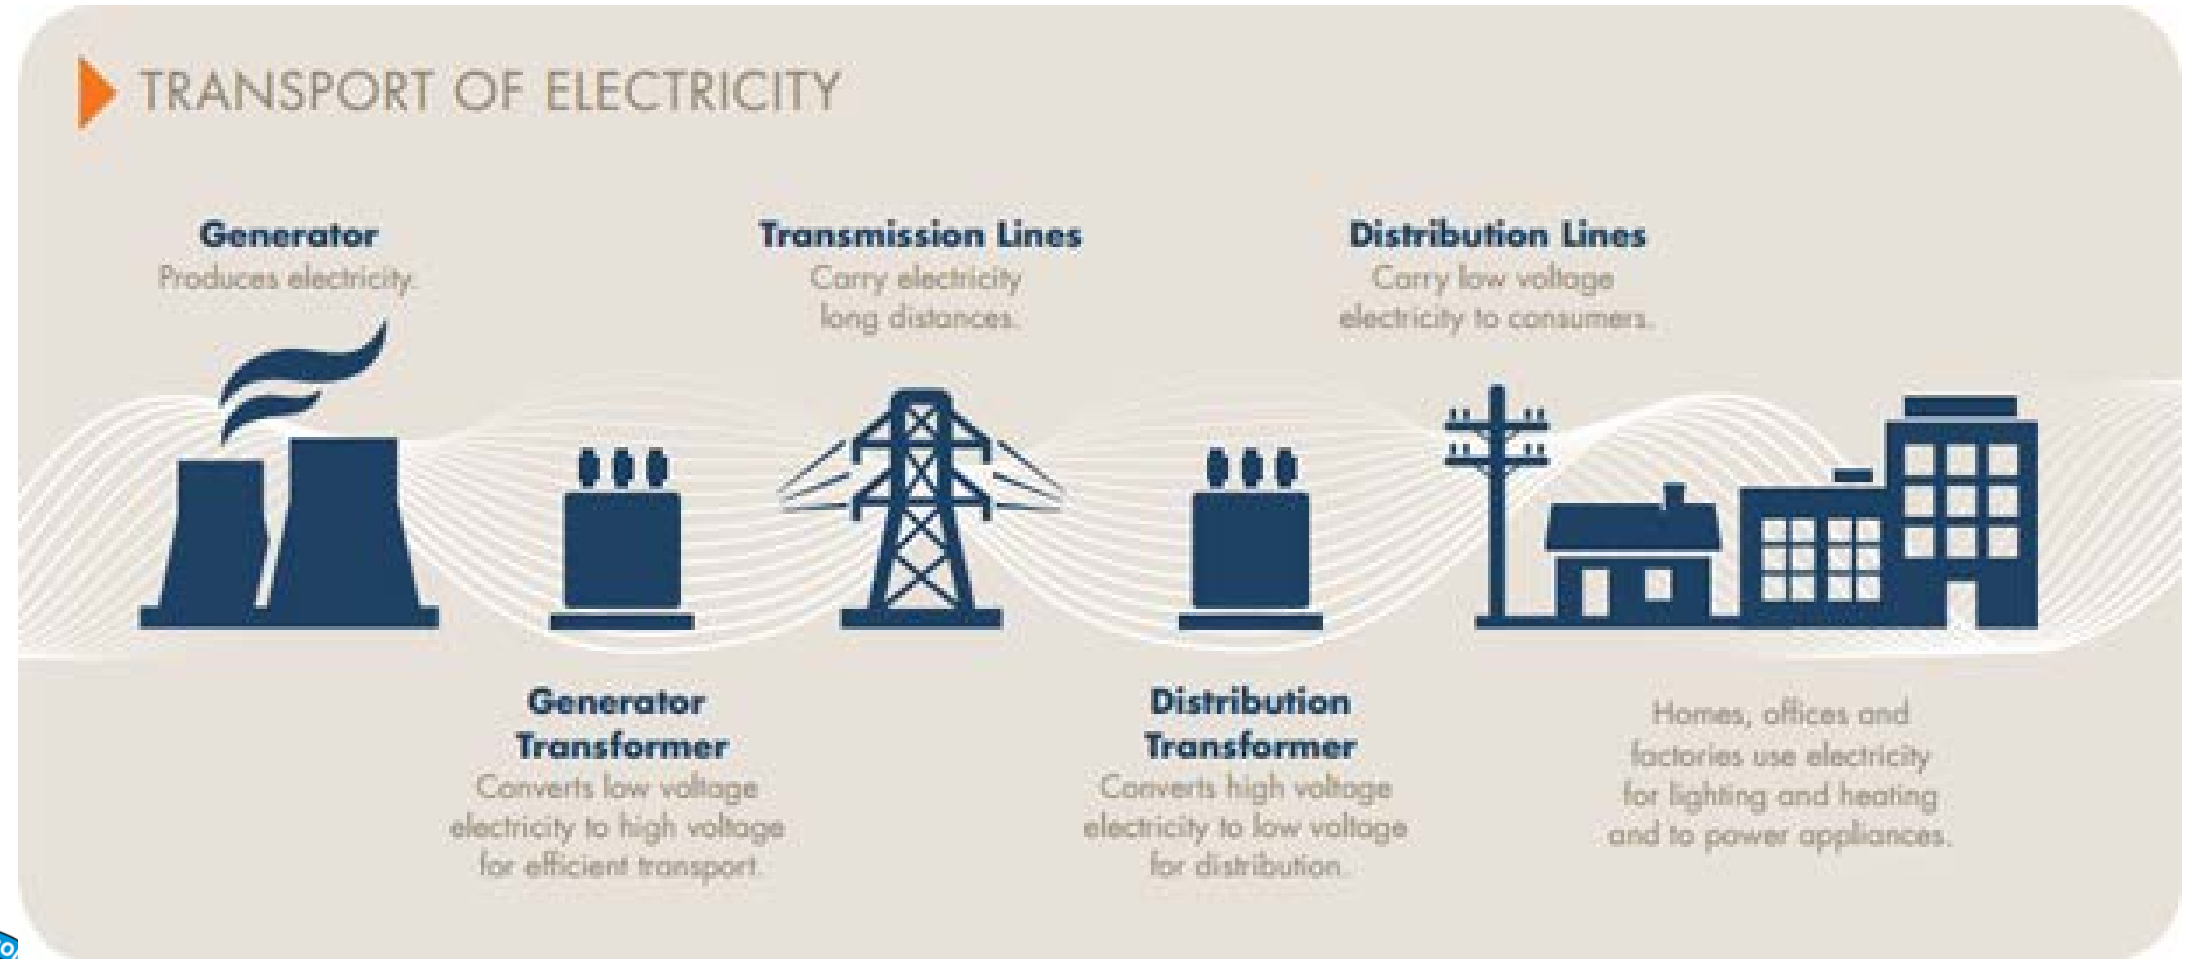 TRANSPORT OF ELECTRICITY
Generator
Produces electricity.
Transmission Lines
Carry electricity
long distances.
Distribution Lines
Carry low voltage
electricity to consumers.
Generator
Transformer
Converts low voltage
electricity to high voltage
for efficient transport.
Distribution
Transformer
Converts high voltage
electricity to low voltage
for distribution.
Homes, offices and
factories use electricity
for lighting and heating
and to power appliances.